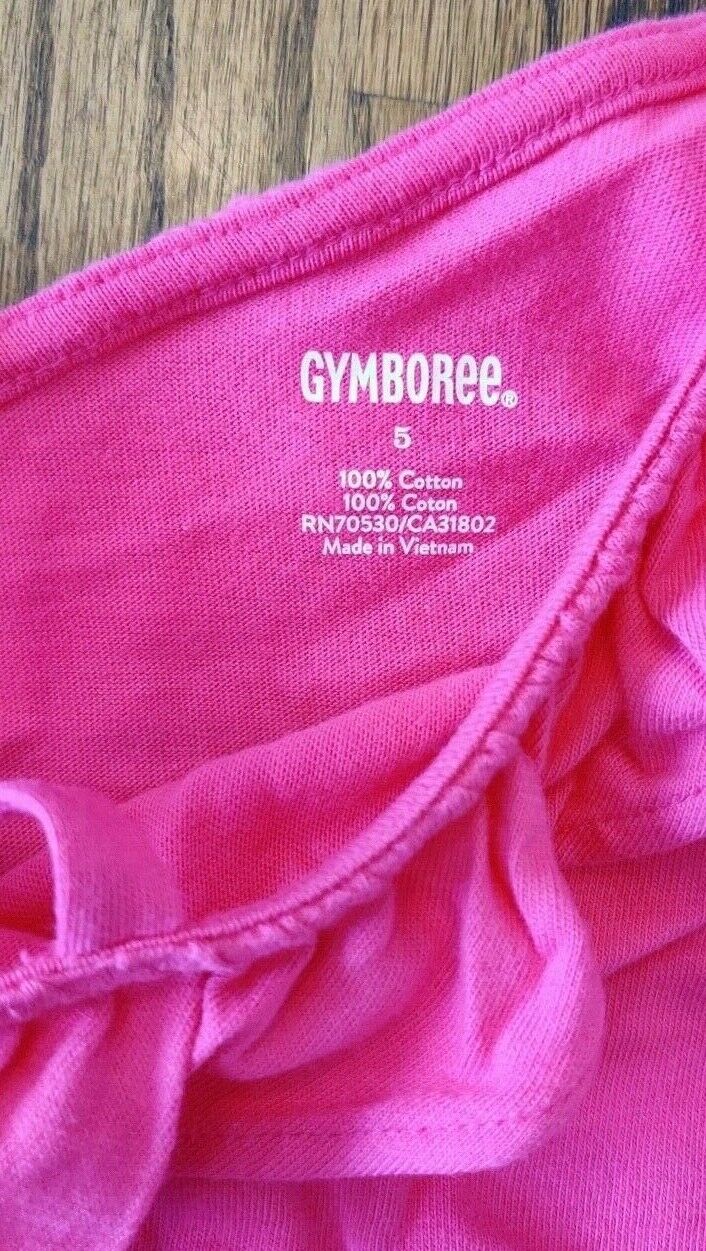 GYMBOREE®
5
100% Cotton
100% Coton
RN70530/CA31802
Made in Vietnam